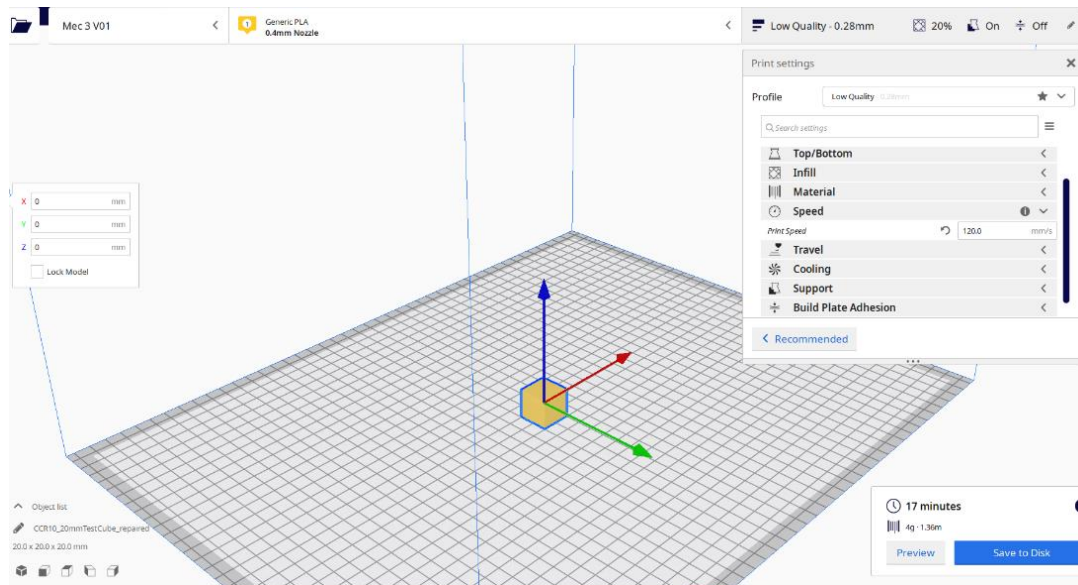 Mec 3 V01
1
Generic PLA
0.4mm Nozzle
Low Quality - 0.28mm
20%
On
Off
Print settings
Profile
Low Quality - 0.28mm
Search settings
Top/Bottom
Infill
Material
Speed
Print Speed
120.0
mm/s
Travel
Cooling
Support
Build Plate Adhesion
Recommended
X 0 mm
Y 0 mm
Z 0 mm
Lock Model
Object list
CCR10_20mmTestCube_repaired
20.0 x 20.0 x 20.0 mm
17 minutes
4g · 1.36m
Preview
Save to Disk